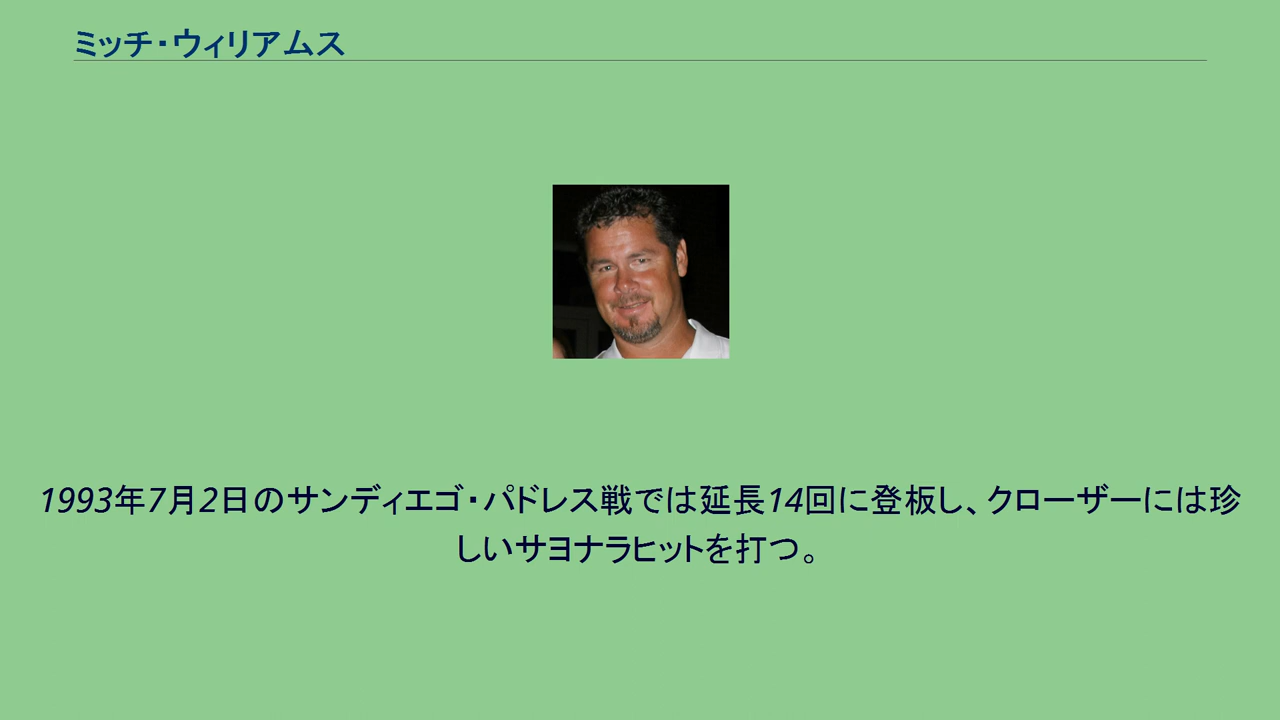 ミッチ・ウィリアムス
1993年7月2日のサンディエゴ・パドレス戦では延長14回に登板し、クローザーには珍
しいサヨナラヒットを打つ。